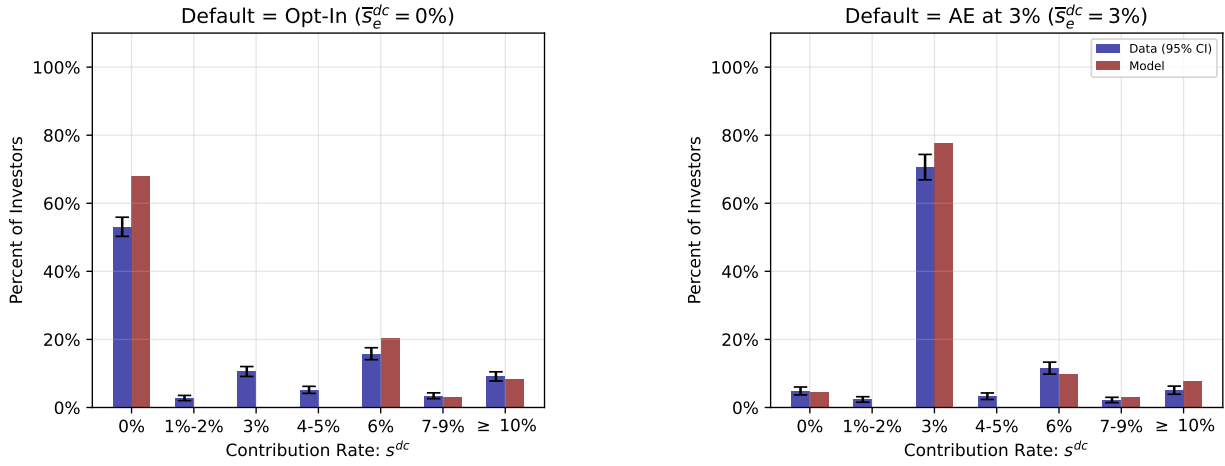 Default = Opt-In (s̅ₑᵈᶜ = 0%)
100%
80%
60%
40%
20%
0%
Percent of Investors
0% 1%-2% 3% 4-5% 6% 7-9% ≥ 10%
Contribution Rate: sᵈᶜ
Default = AE at 3% (s̅ₑᵈᶜ = 3%)
Data (95% CI)
Model
100%
80%
60%
40%
20%
0%
Percent of Investors
0% 1%-2% 3% 4-5% 6% 7-9% ≥ 10%
Contribution Rate: sᵈᶜ